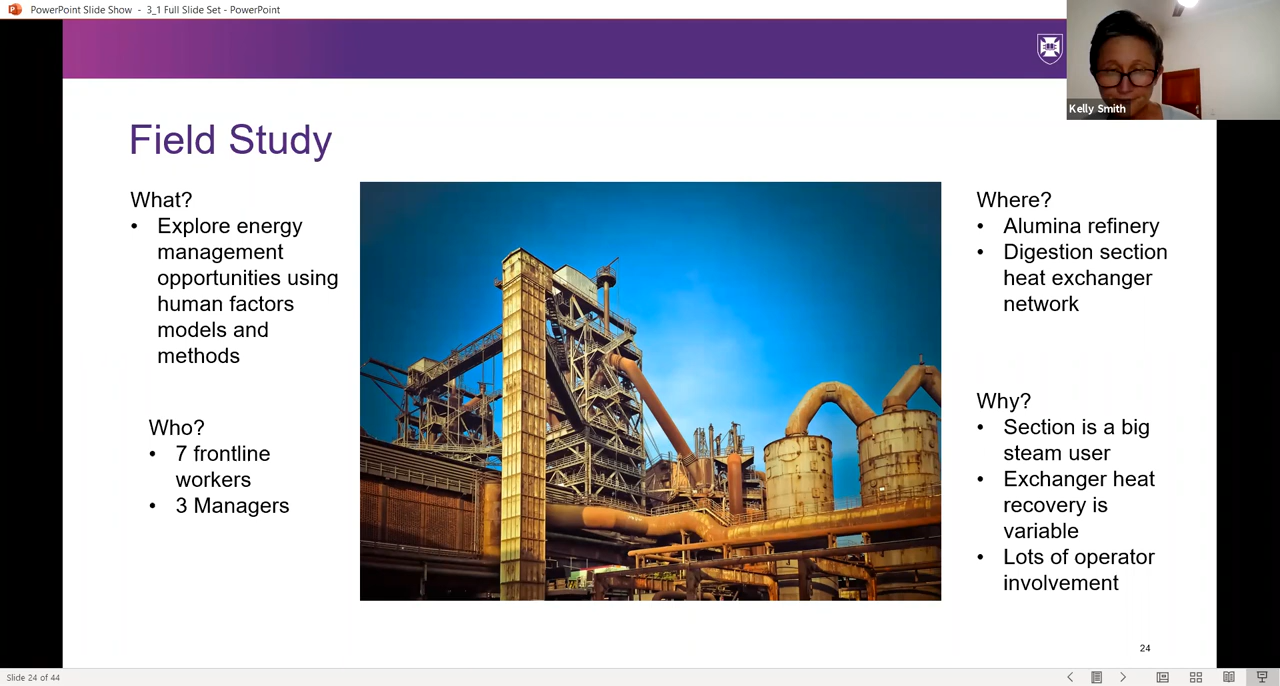 PowerPoint Slide Show - 3_1 Full Slide Set - PowerPoint
Kelly Smith
Field Study
What?
• Explore energy
management
opportunities using
human factors
models and
methods
Who?
• 7 frontline
workers
• 3 Managers
Where?
• Alumina refinery
• Digestion section
heat exchanger
network
Why?
• Section is a big
steam user
• Exchanger heat
recovery is
variable
• Lots of operator
involvement
24
Slide 24 of 44